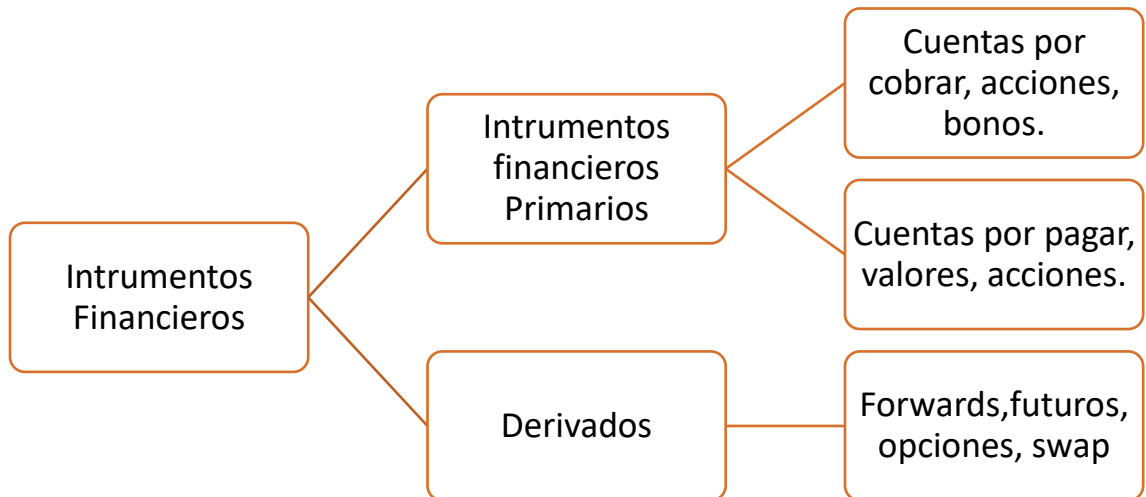 Intrumentos
Financieros
Intrumentos
financieros
Primarios
Cuentas por
cobrar, acciones,
bonos.
Cuentas por pagar,
valores, acciones.
Derivados
Forwards,futuros,
opciones, swap